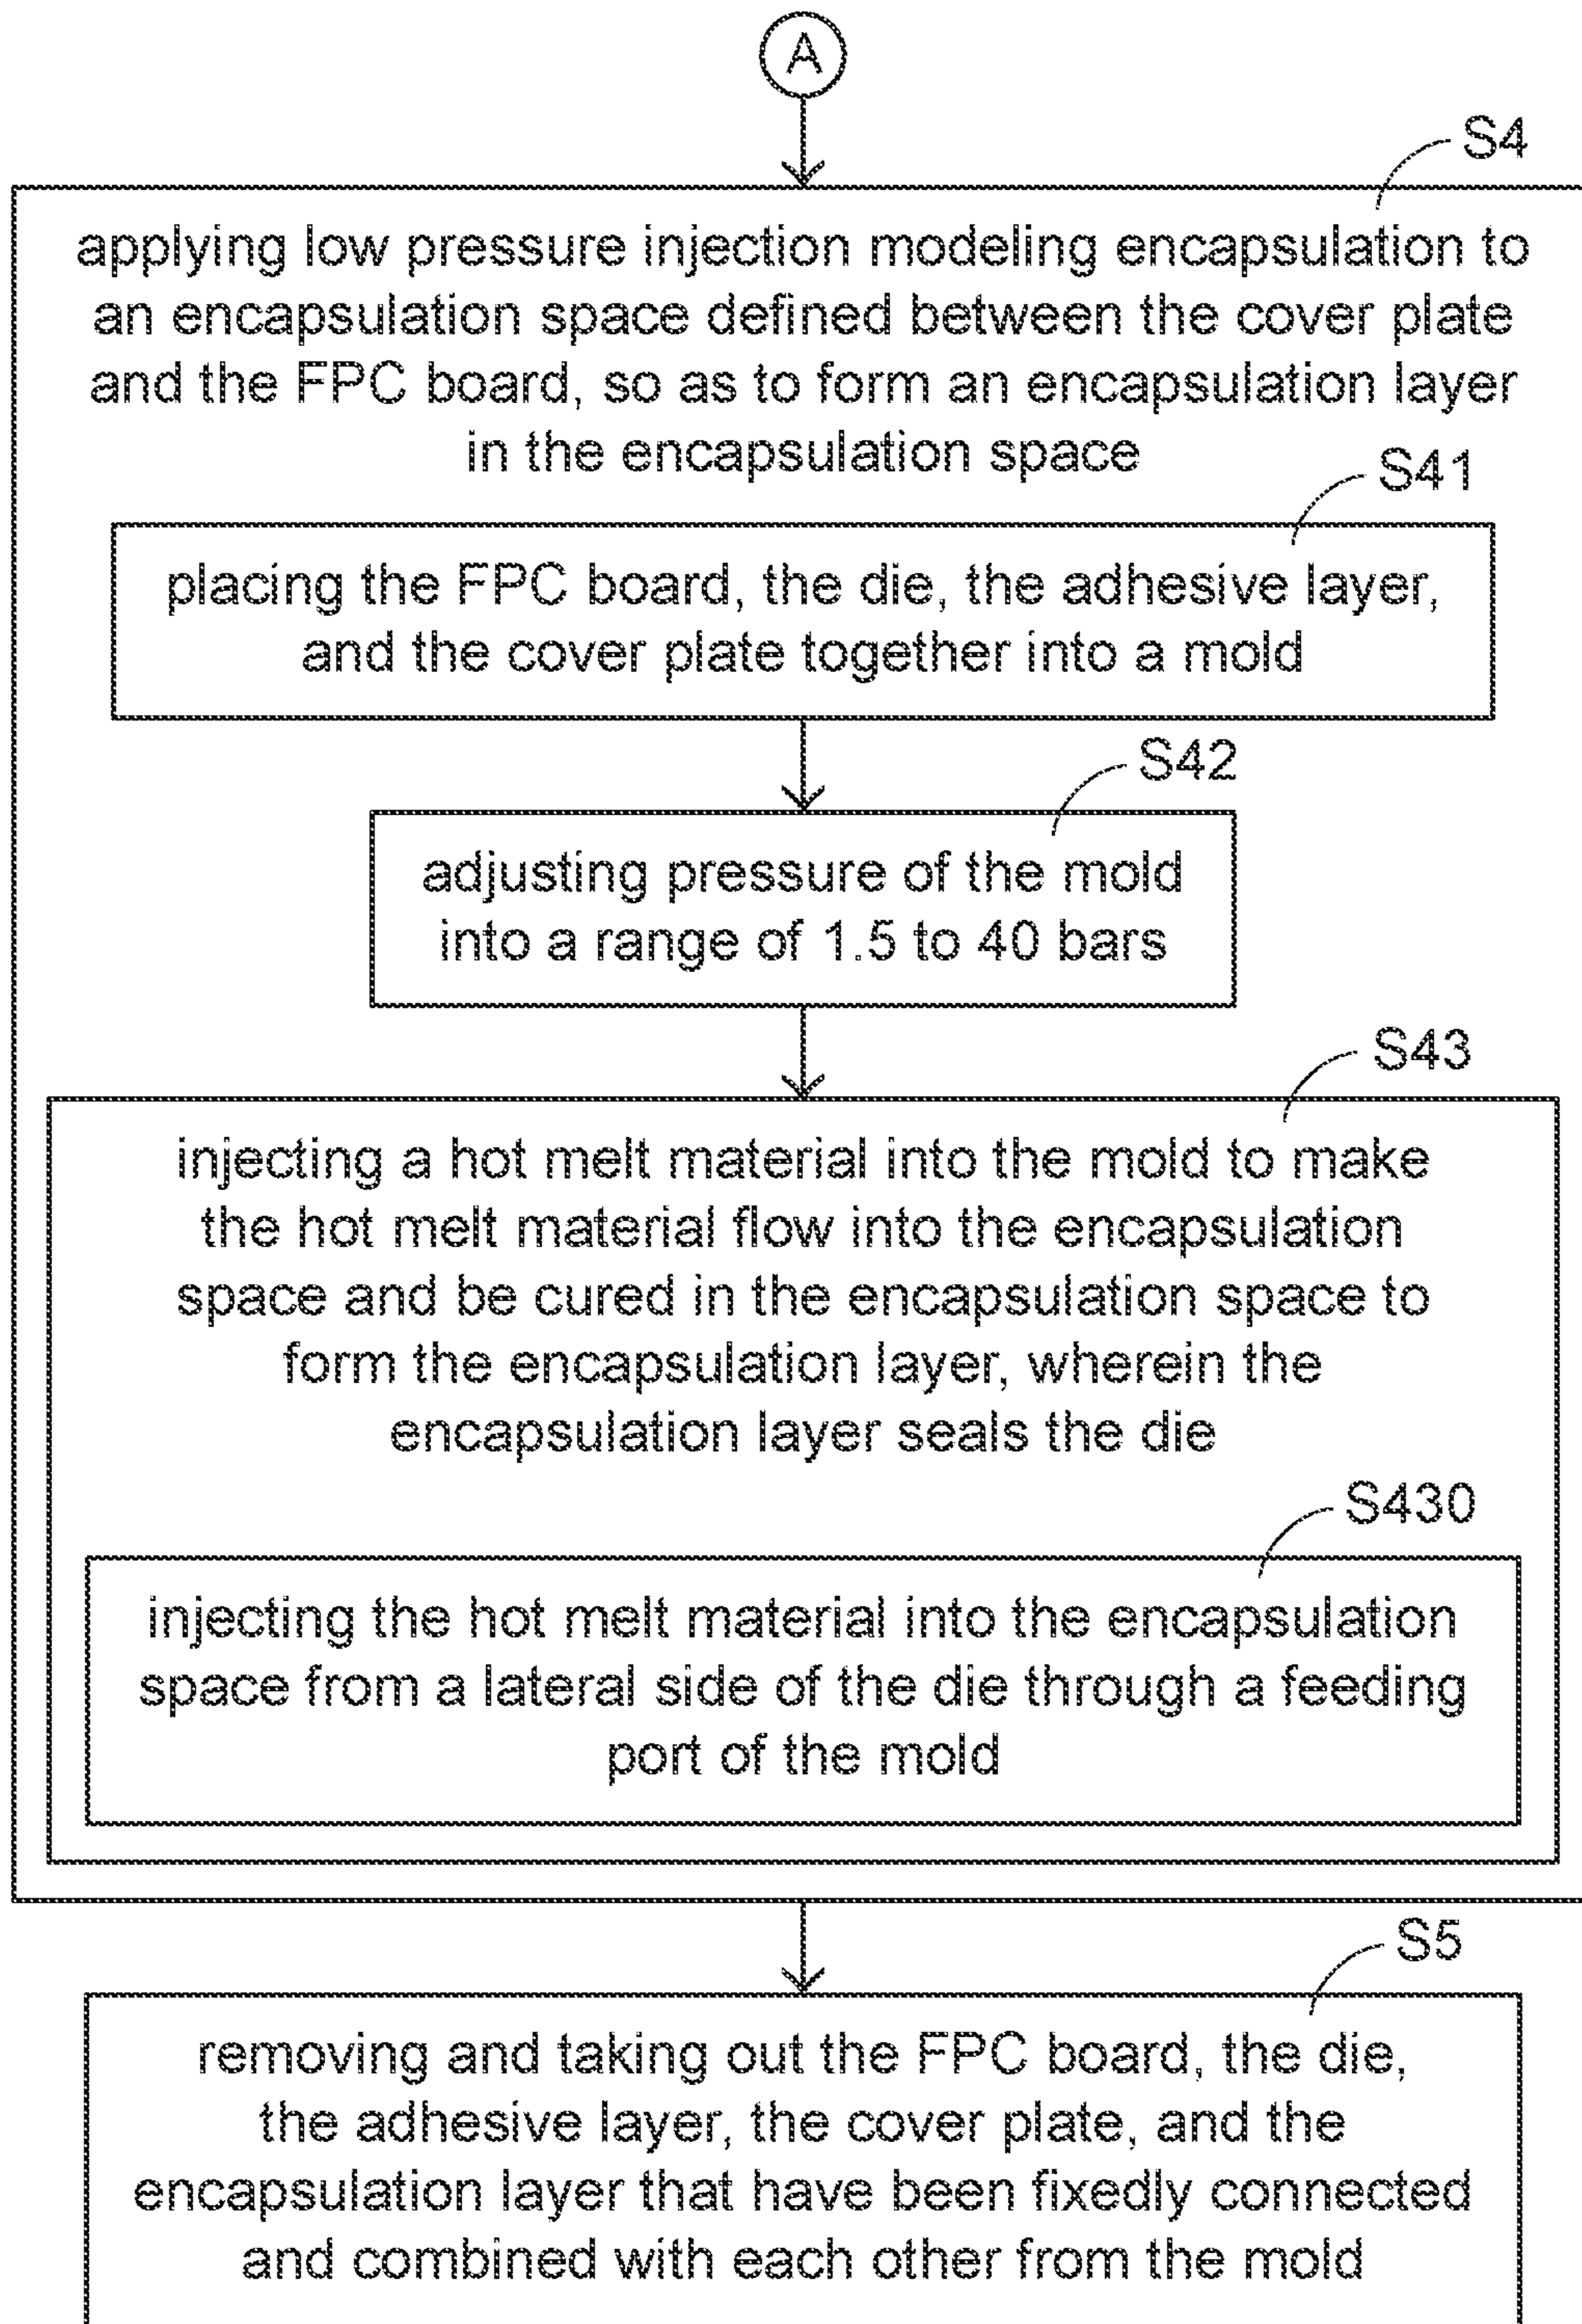 A
S4
applying low pressure injection modeling encapsulation to
an encapsulation space defined between the cover plate
and the FPC board, so as to form an encapsulation layer
in the encapsulation space
S41
placing the FPC board, the die, the adhesive layer,
and the cover plate together into a mold
S42
adjusting pressure of the mold
into a range of 1.5 to 40 bars
S43
injecting a hot melt material into the mold to make
the hot melt material flow into the encapsulation
space and be cured in the encapsulation space to
form the encapsulation layer, wherein the
encapsulation layer seals the die
S430
injecting the hot melt material into the encapsulation
space from a lateral side of the die through a feeding
port of the mold
S5
removing and taking out the FPC board, the die,
the adhesive layer, the cover plate, and the
encapsulation layer that have been fixedly connected
and combined with each other from the mold